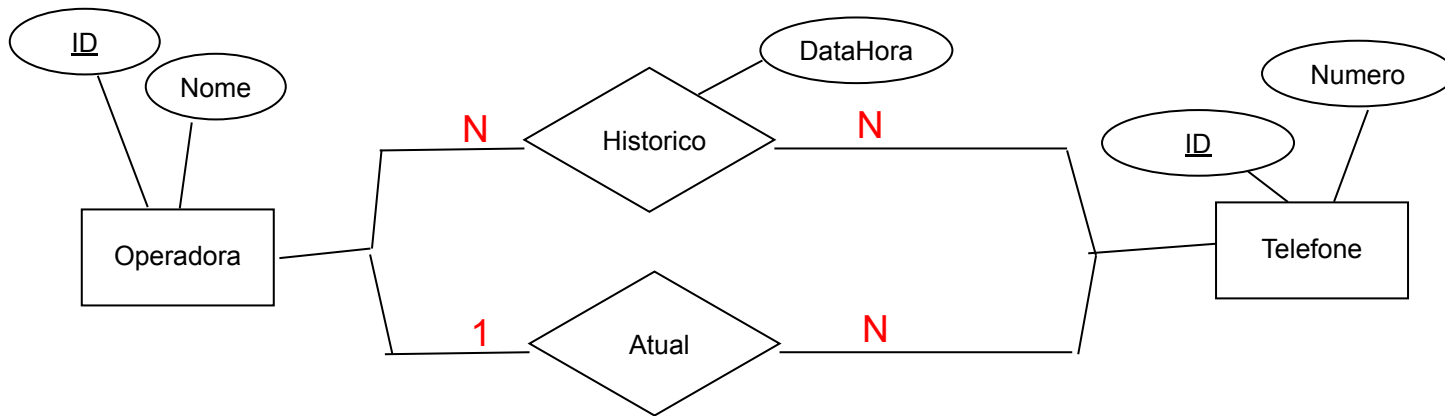 ID
Nome
DataHora
Numero
ID
N
Historico
N
Operadora
Telefone
1
Atual
N